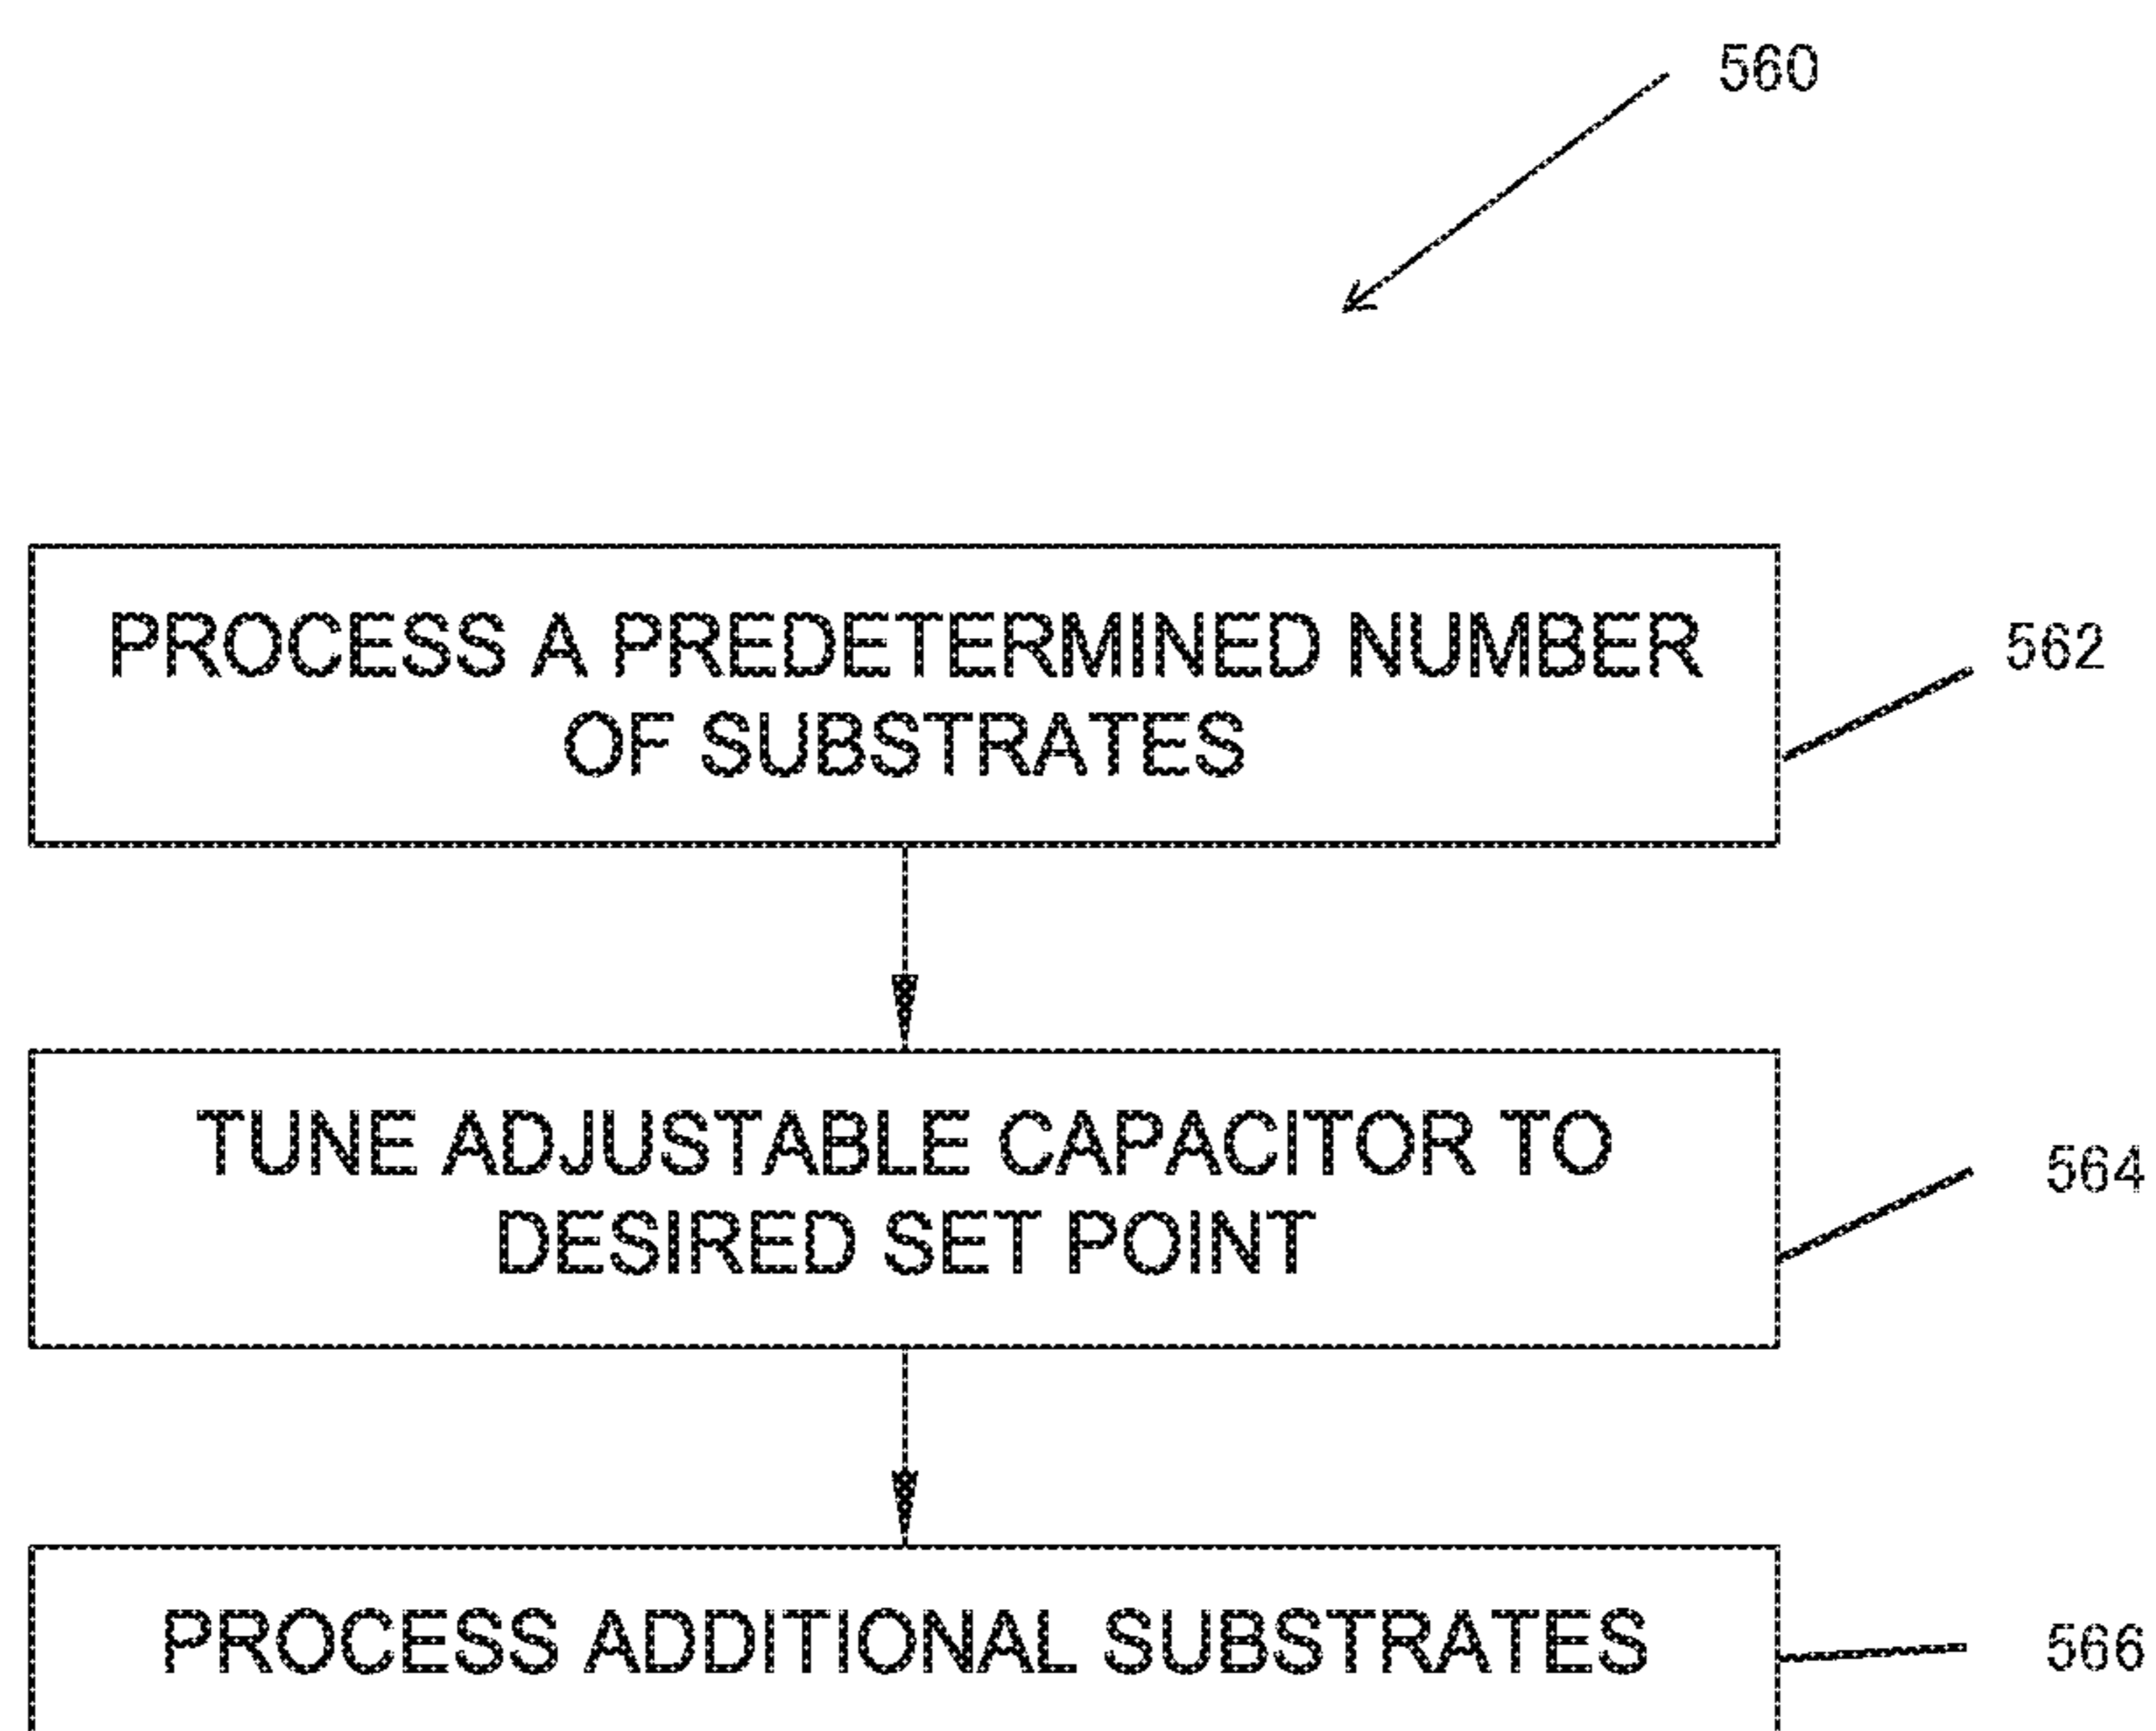 560
PROCESS A PREDETERMINED NUMBER
OF SUBSTRATES
562
TUNE ADJUSTABLE CAPACITOR TO
DESIRED SET POINT
564
PROCESS ADDITIONAL SUBSTRATES
566